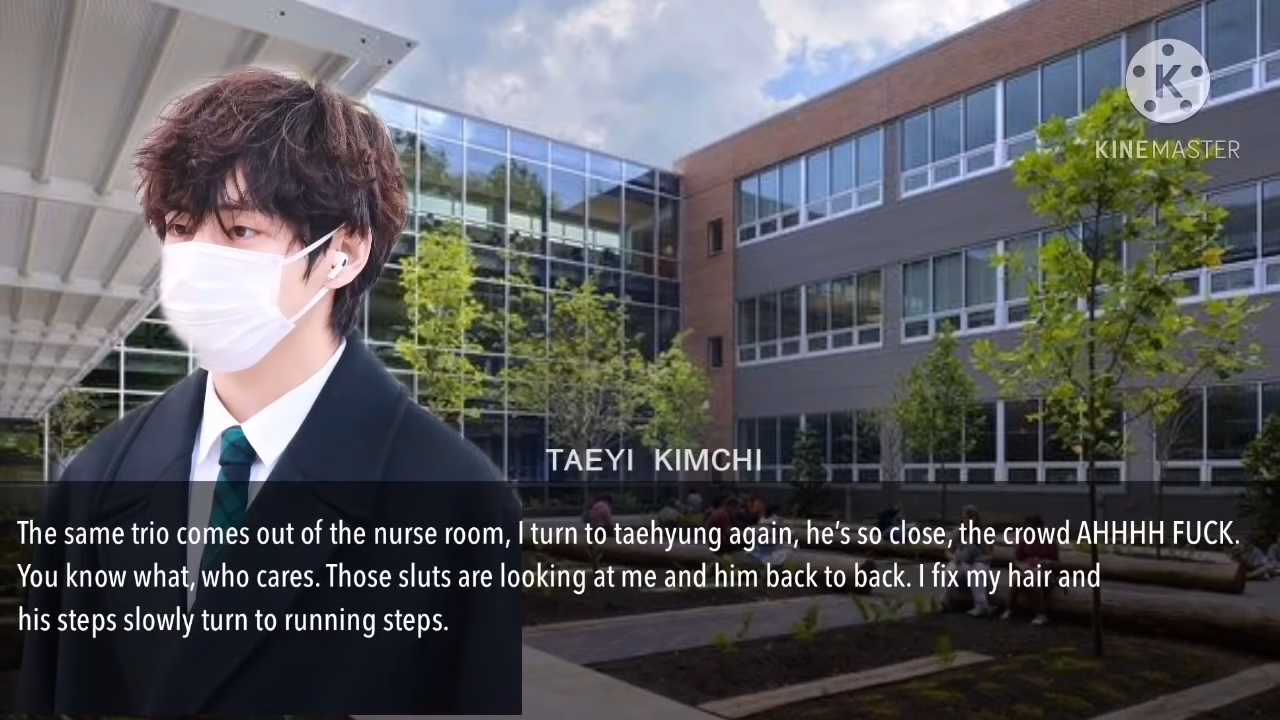 K
KINEMASTER
TAEYI KIMCHI
The same trio comes out of the nurse room, I turn to taehyung again, he’s so close, the crowd AHHHH FUCK.
You know what, who cares. Those sluts are looking at me and him back to back. I fix my hair and
his steps slowly turn to running steps.